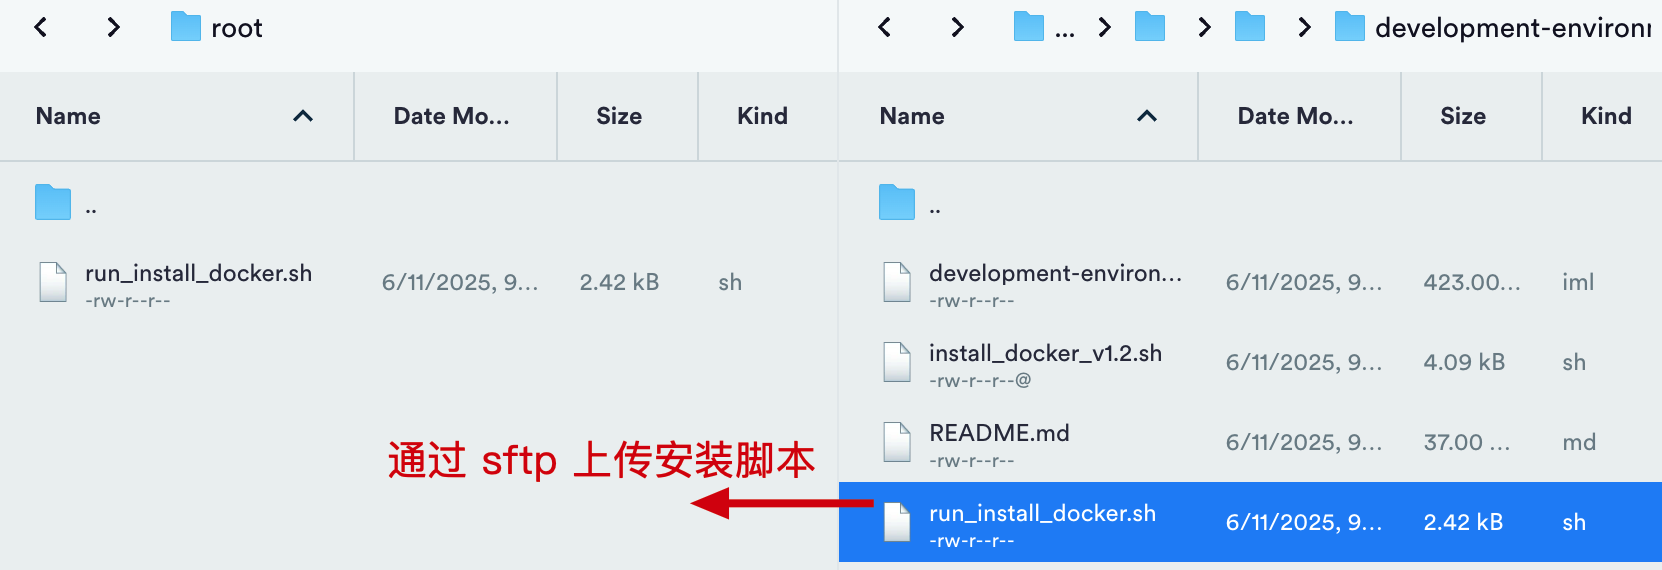 root
Name Date Mo... Size Kind
..
run_install_docker.sh 6/11/2025, 9... 2.42 kB sh
-rw-r--r--
... development-environ
Name Date Mo... Size Kind
..
development-environ... 6/11/2025, 9... 423.00... iml
-rw-r--r--
install_docker_v1.2.sh 6/11/2025, 9... 4.09 kB sh
-rw-r--r--@
README.md 6/11/2025, 9... 37.00 ... md
-rw-r--r--
run_install_docker.sh 6/11/2025, 9... 2.42 kB sh
-rw-r--r--
通过 sftp 上传安装脚本